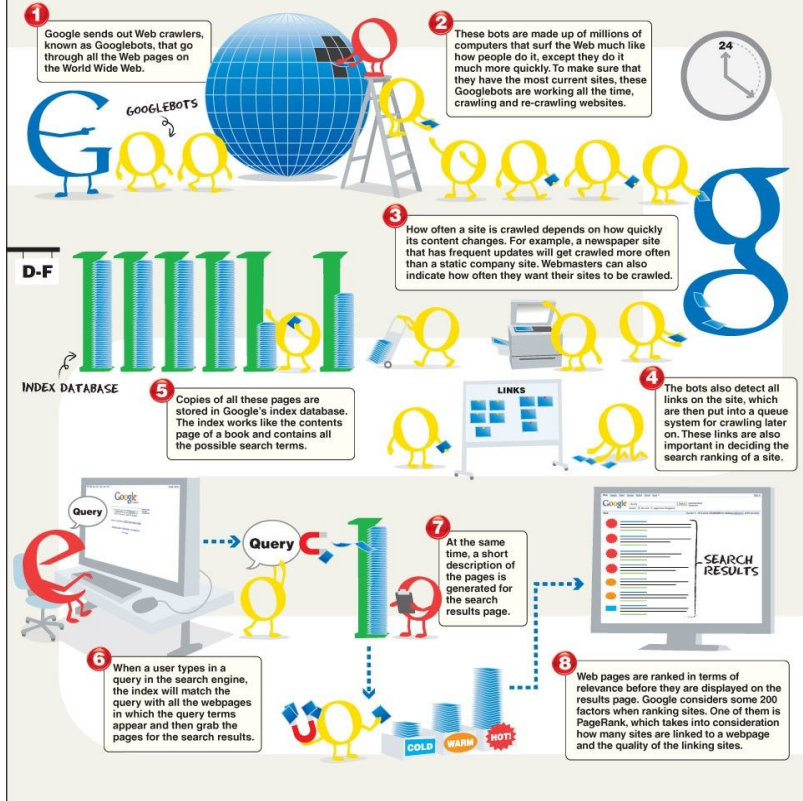 1
Google sends out Web crawlers,
known as Googlebots, that go
through all the Web pages on
the World Wide Web.
GOOGLEBOTS
2
These bots are made up of millions of
computers that surf the Web much like
how people do it, except they do it
much more quickly. To make sure that
they have the most current sites, these
Googlebots are working all the time,
crawling and re-crawling websites.
24
3
How often a site is crawled depends on how quickly
its content changes. For example, a newspaper site
that has frequent updates will get crawled more often
than a static company site. Webmasters can also
indicate how often they want their sites to be crawled.
D-F
INDEX DATABASE
LINKS
4
The bots also detect all
links on the site, which
are then put into a queue
system for crawling later
on. These links are also
important in deciding the
search ranking of a site.
5
Copies of all these pages are
stored in Google's index database.
The index works like the contents
page of a book and contains all
the possible search terms.
Google
Query
Query
6
When a user types in a
query in the search engine,
the index will match the
query with all the webpages
in which the query terms
appear and then grab the
pages for the search results.
7
At the same
time, a short
description of
the pages is
generated for
the search
results page.
COLD
WARM
HOT!
Google
SEARCH
RESULTS
8
Web pages are ranked in terms of
relevance before they are displayed on the
results page. Google considers some 200
factors when ranking sites. One of them is
PageRank, which takes into consideration
how many sites are linked to a webpage
and the quality of the linking sites.